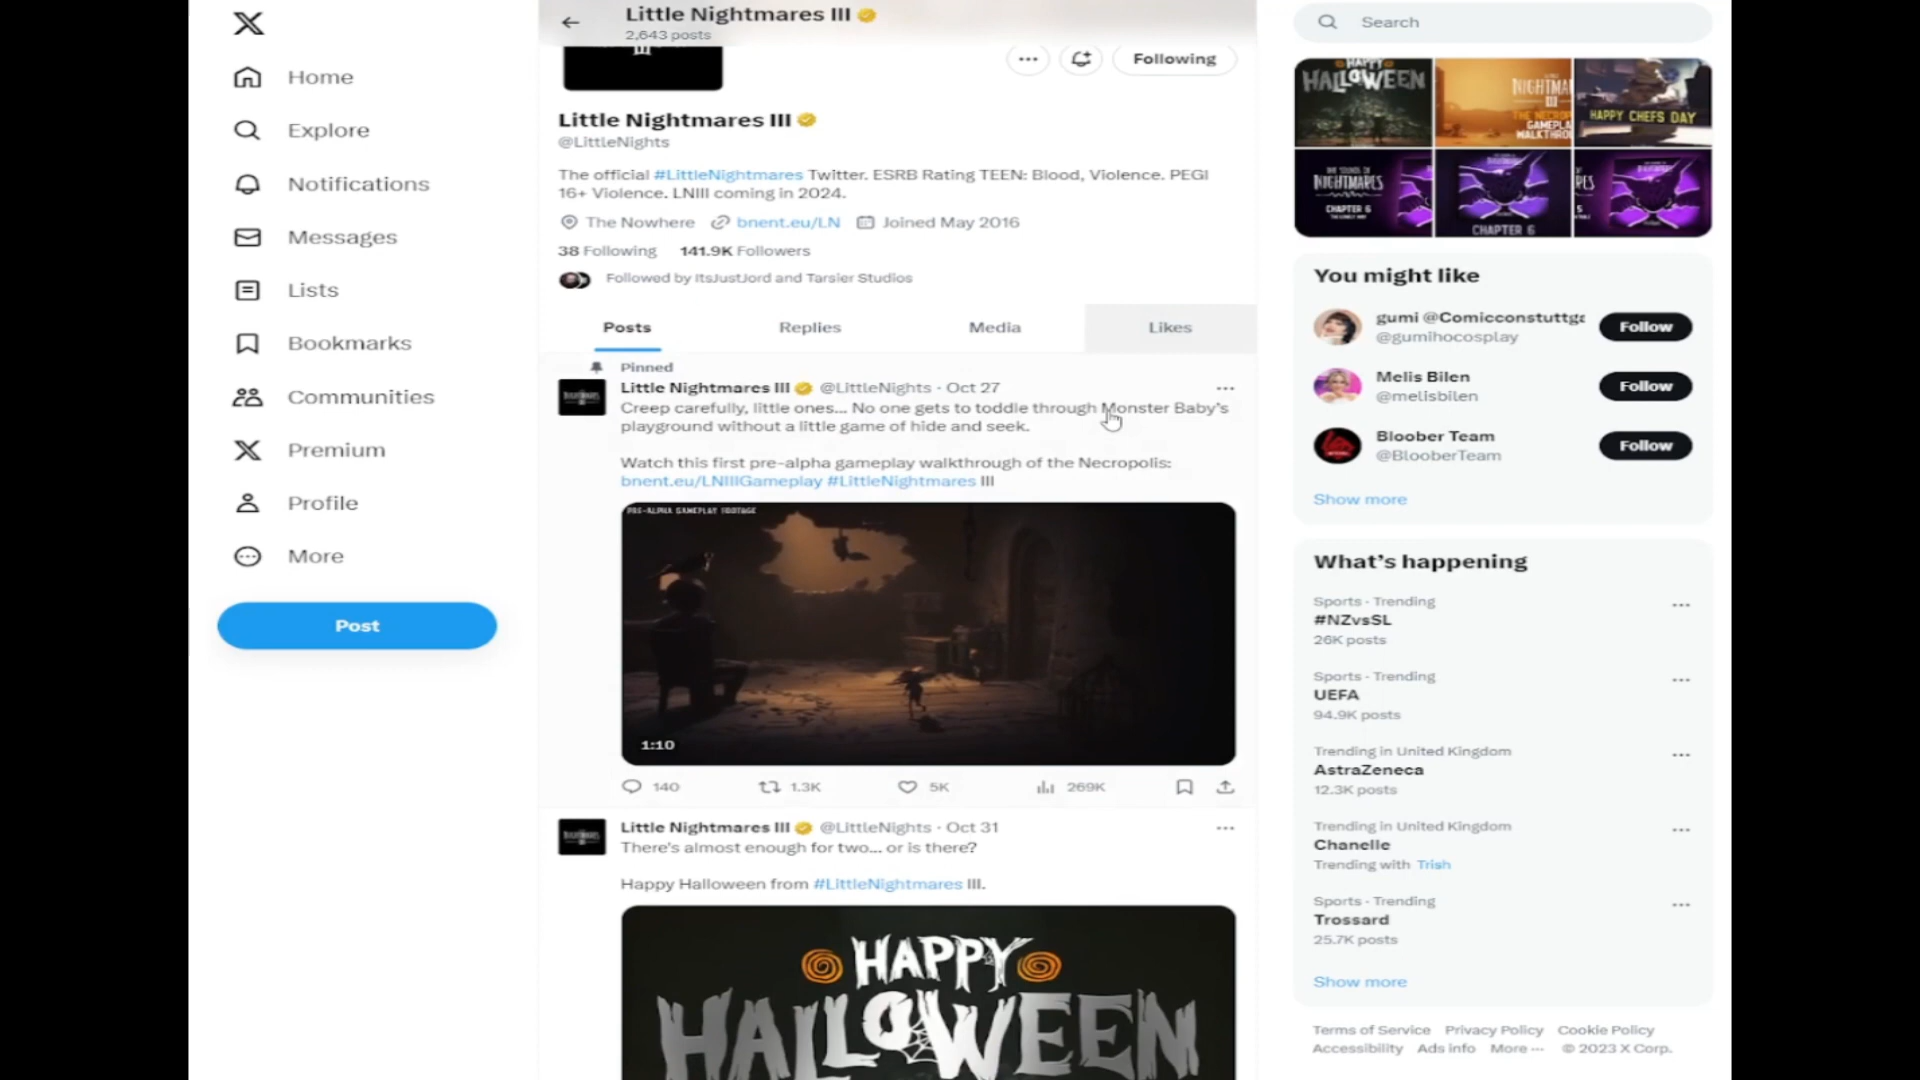 Home
Explore
Notifications
Messages
Lists
Bookmarks
Communities
Premium
Profile
More
Post
Little Nightmares III
2,643 posts
Following
Little Nightmares III
@LittleNights
The official #LittleNightmares Twitter. ESRB Rating TEEN: Blood, Violence. PEGI
16+ Violence. LNIII coming in 2024.
The Nowhere bnent.eu/LN Joined May 2016
38 Following 141.9K Followers
Followed by ItsJustJord and Tarsier Studios
Posts Replies Media Likes
Pinned
Little Nightmares III @LittleNights · Oct 27
Creep carefully, little ones... No one gets to toddle through Monster Baby's
playground without a little game of hide and seek.
Watch this first pre-alpha gameplay walkthrough of the Necropolis:
bnent.eu/LNIIIGameplay #LittleNightmares III
PRE-ALPHA GAMEPLAY FOOTAGE
1:10
140 1.3K 5K 269K
Little Nightmares III @LittleNights · Oct 31
There's almost enough for two... or is there?
Happy Halloween from #LittleNightmares III.
HAPPY
HALLOWEEN
Search
HAPPY
HALLOWEEN
NIGHTMA
III
THE NECROP
GAMEPLA
WALKTHRO
HAPPY CHEFS DAY
THE SOUNDS OF
NIGHTMARES
CHAPTER 6
CHAPTER 6
RES
You might like
gumi @Comicconstuttga
@gumihocosplay
Follow
Melis Bilen
@melisbilen
Follow
Bloober Team
@BlooberTeam
Follow
Show more
What's happening
Sports · Trending
#NZvsSL
26K posts
Sports · Trending
UEFA
94.9K posts
Trending in United Kingdom
AstraZeneca
12.3K posts
Trending in United Kingdom
Chanelle
Trending with Trish
Sports · Trending
Trossard
25.7K posts
Show more
Terms of Service Privacy Policy Cookie Policy
Accessibility Ads info More ··· © 2023 X Corp.